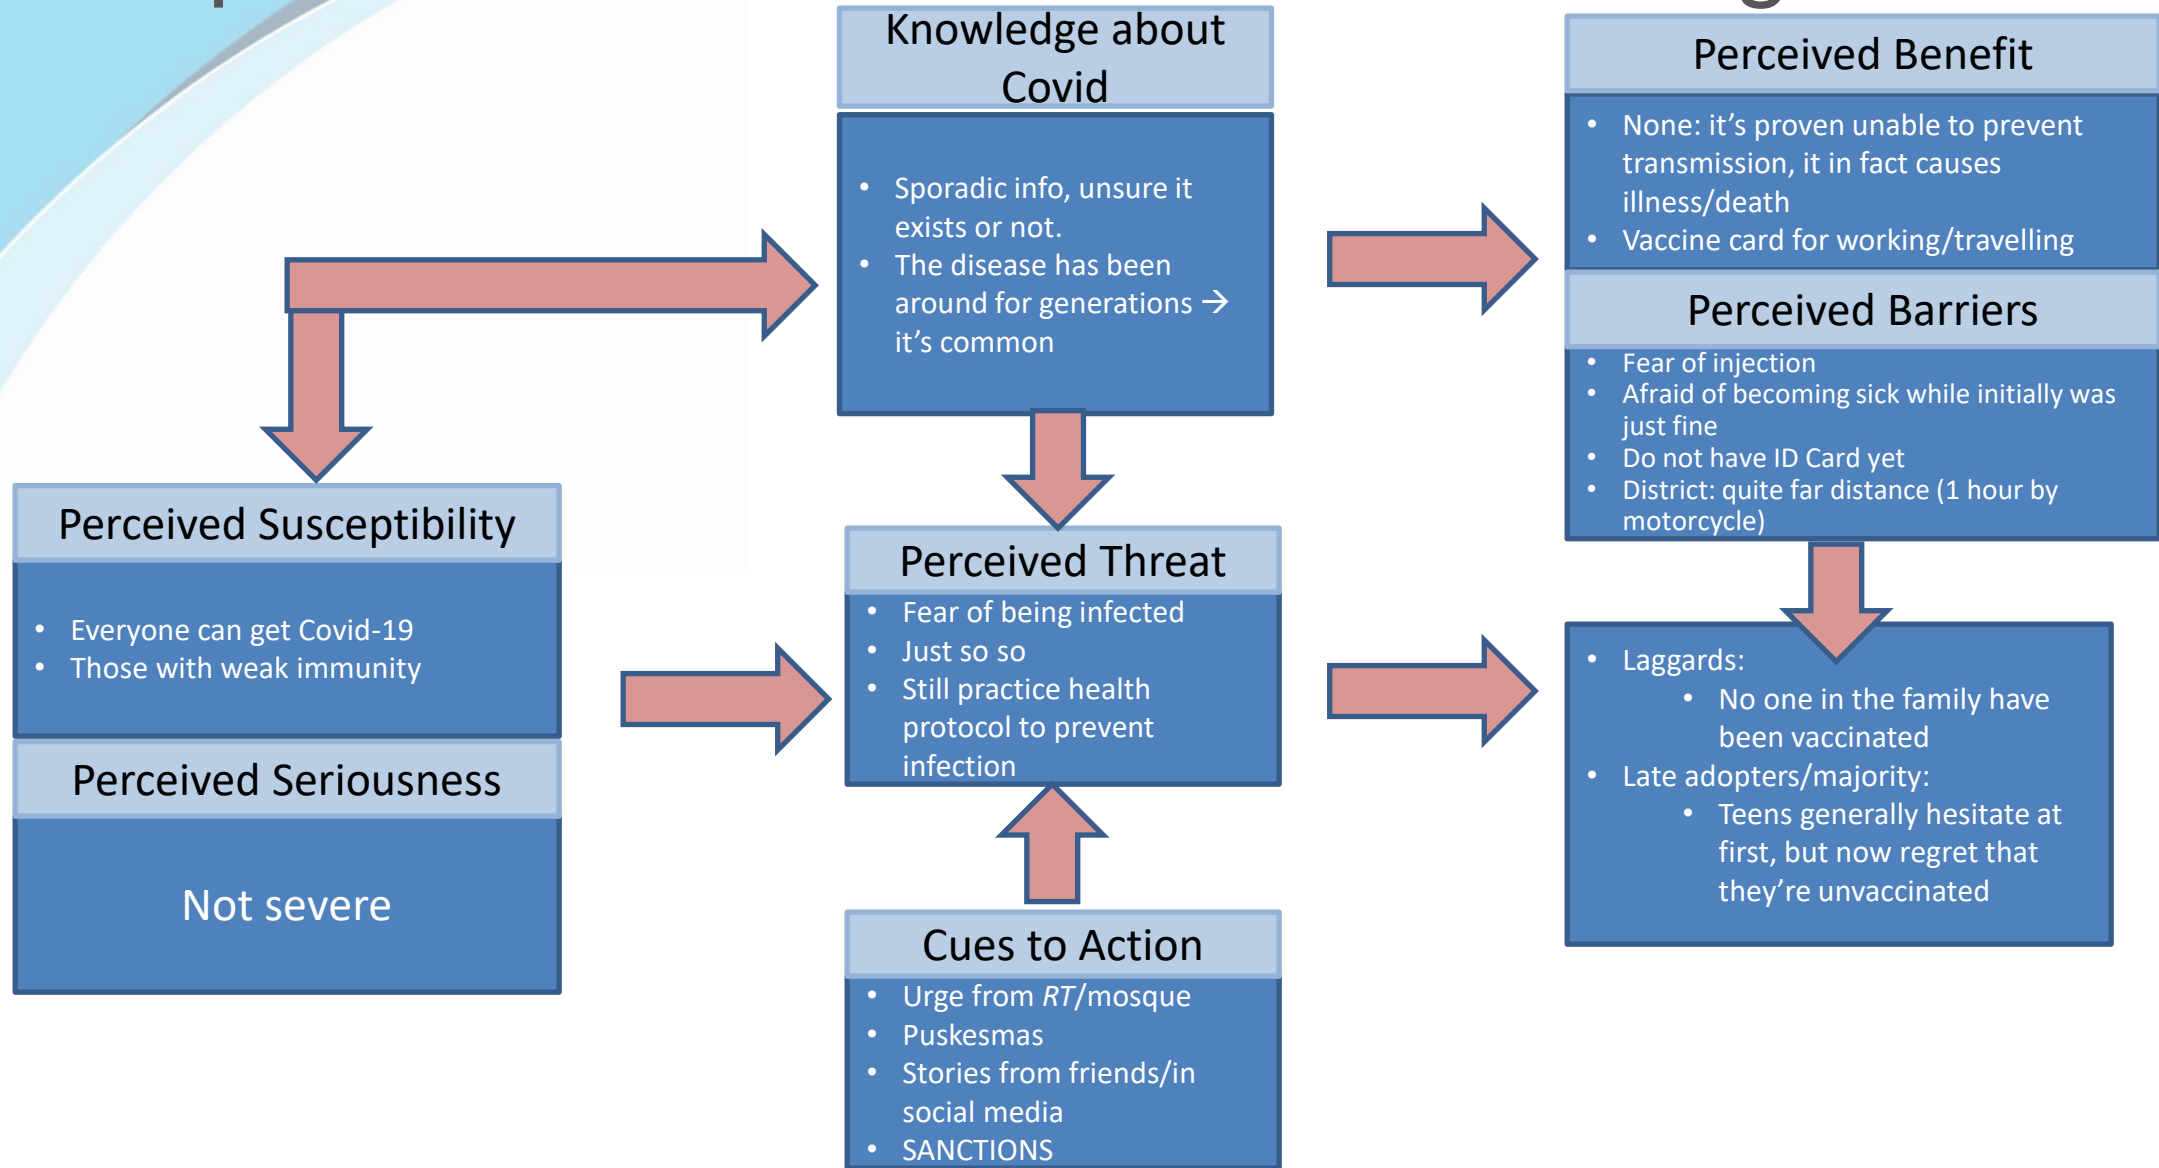 Knowledge about
Covid
• Sporadic info, unsure it
exists or not.
• The disease has been
around for generations →
it’s common
Perceived Benefit
• None: it’s proven unable to prevent
transmission, it in fact causes
illness/death
• Vaccine card for working/travelling
Perceived Barriers
• Fear of injection
• Afraid of becoming sick while initially was
just fine
• Do not have ID Card yet
• District: quite far distance (1 hour by
motorcycle)
Perceived Susceptibility
• Everyone can get Covid-19
• Those with weak immunity
Perceived Seriousness
Not severe
Perceived Threat
• Fear of being infected
• Just so so
• Still practice health
protocol to prevent
infection
Cues to Action
• Urge from RT/mosque
• Puskesmas
• Stories from friends/in
social media
• SANCTIONS
• Laggards:
• No one in the family have
been vaccinated
• Late adopters/majority:
• Teens generally hesitate at
first, but now regret that
they’re unvaccinated